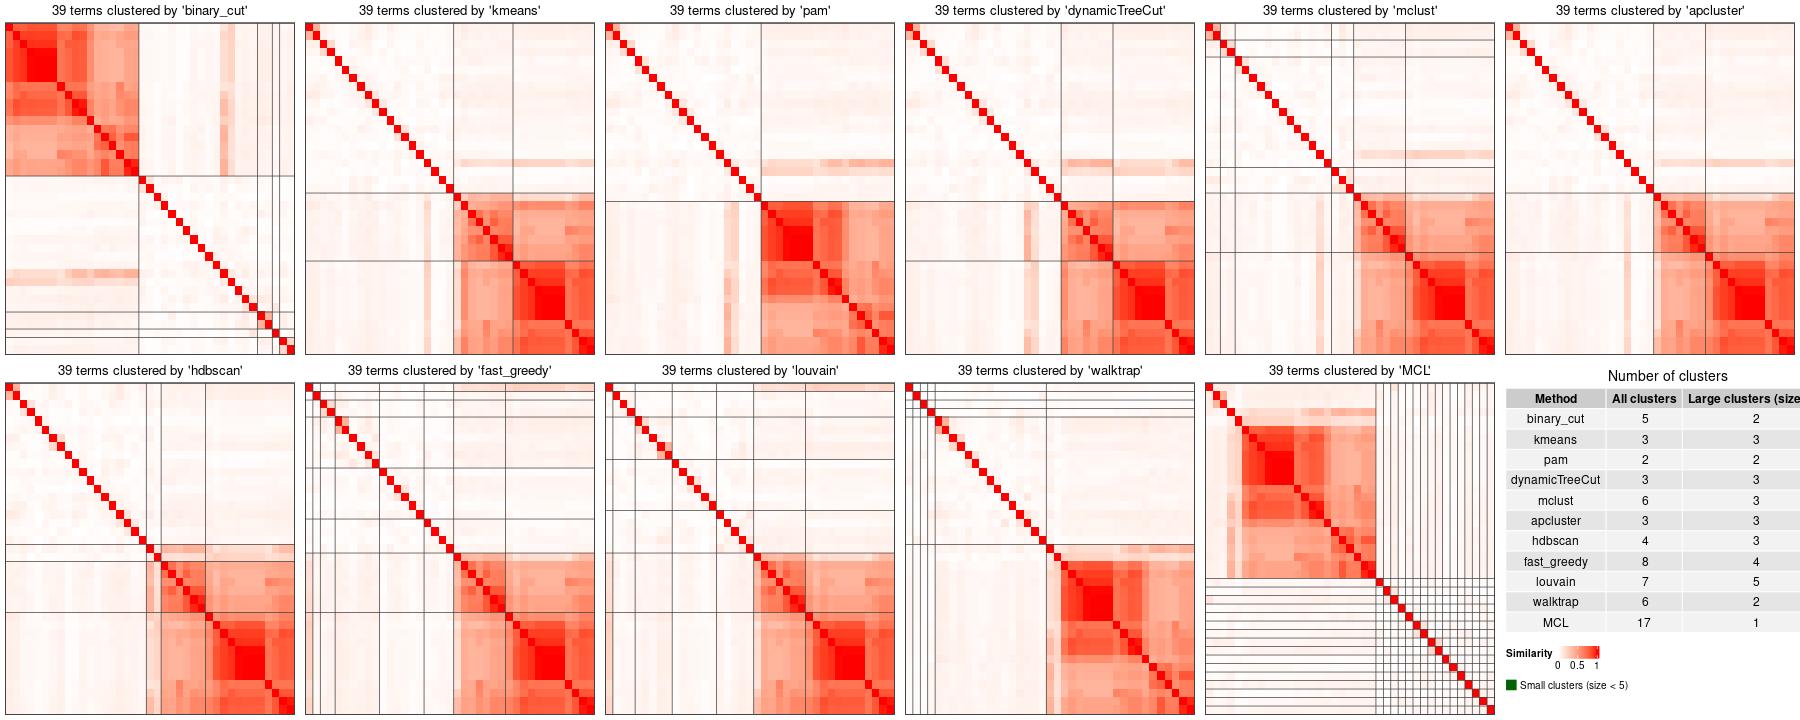 39 terms clustered by 'binary_cut'
39 terms clustered by 'kmeans'
39 terms clustered by 'pam'
39 terms clustered by 'dynamicTreeCut'
39 terms clustered by 'mclust'
39 terms clustered by 'apcluster'
39 terms clustered by 'hdbscan'
39 terms clustered by 'fast_greedy'
39 terms clustered by 'louvain'
39 terms clustered by 'walktrap'
39 terms clustered by 'MCL'
Number of clusters
Method All clusters Large clusters (size
binary_cut 5 2
kmeans 3 3
pam 2 2
dynamicTreeCut 3 3
mclust 6 3
apcluster 3 3
hdbscan 4 3
fast_greedy 8 4
louvain 7 5
walktrap 6 2
MCL 17 1
Similarity
0 0.5 1
Small clusters (size < 5)